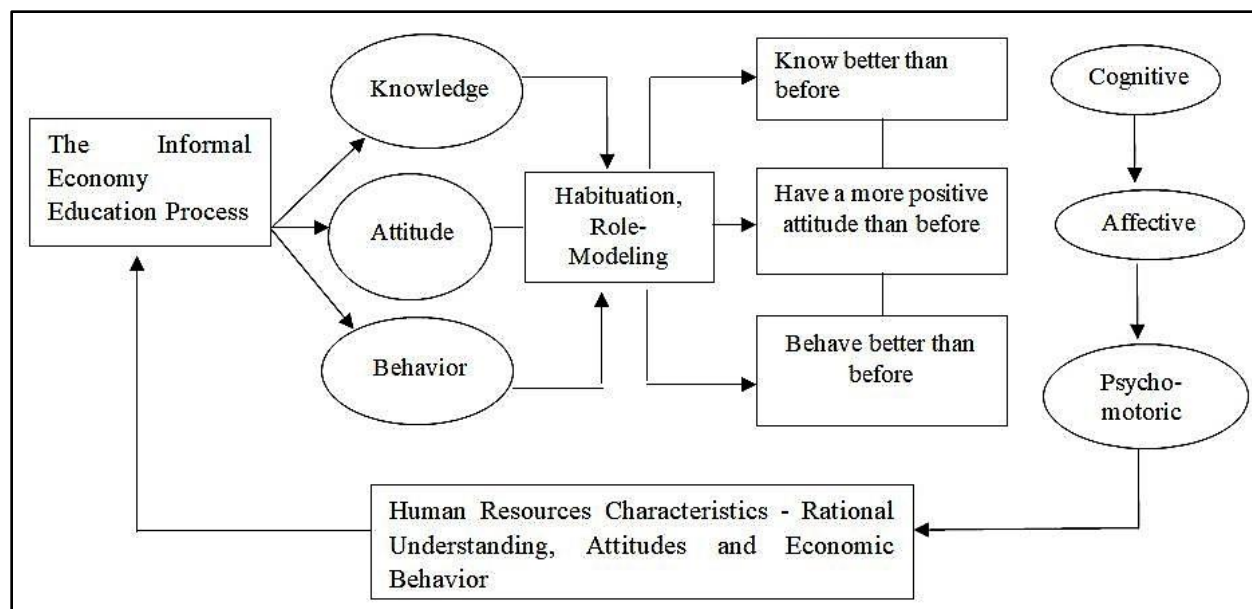 The Informal
Economy
Education Process
Knowledge
Attitude
Behavior
Habituation,
Role-
Modeling
Know better than
before
Have a more positive
attitude than before
Behave better than
before
Cognitive
Affective
Psycho-
motoric
Human Resources Characteristics - Rational
Understanding, Attitudes and Economic
Behavior